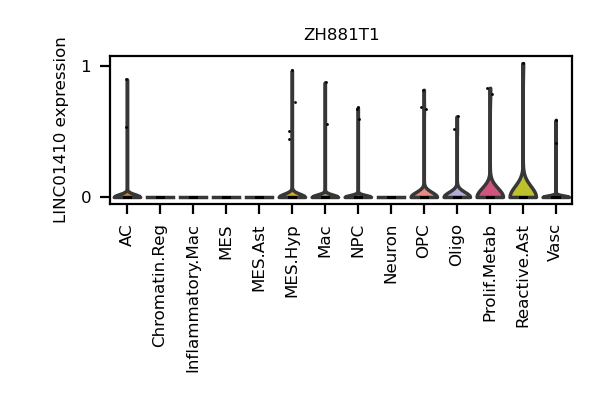 ZH881T1
LINC01410 expression
1
0
AC
Chromatin.Reg
Inflammatory.Mac
MES
MES.Ast
MES.Hyp
Mac
NPC
Neuron
OPC
Oligo
Prolif.Metab
Reactive.Ast
Vasc